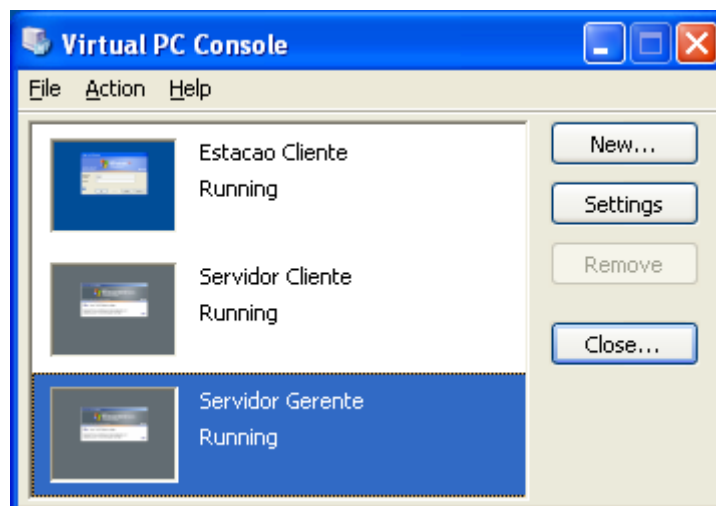 Virtual PC Console
File Action Help
Estacao Cliente
Running
Servidor Cliente
Running
Servidor Gerente
Running
New...
Settings
Remove
Close...